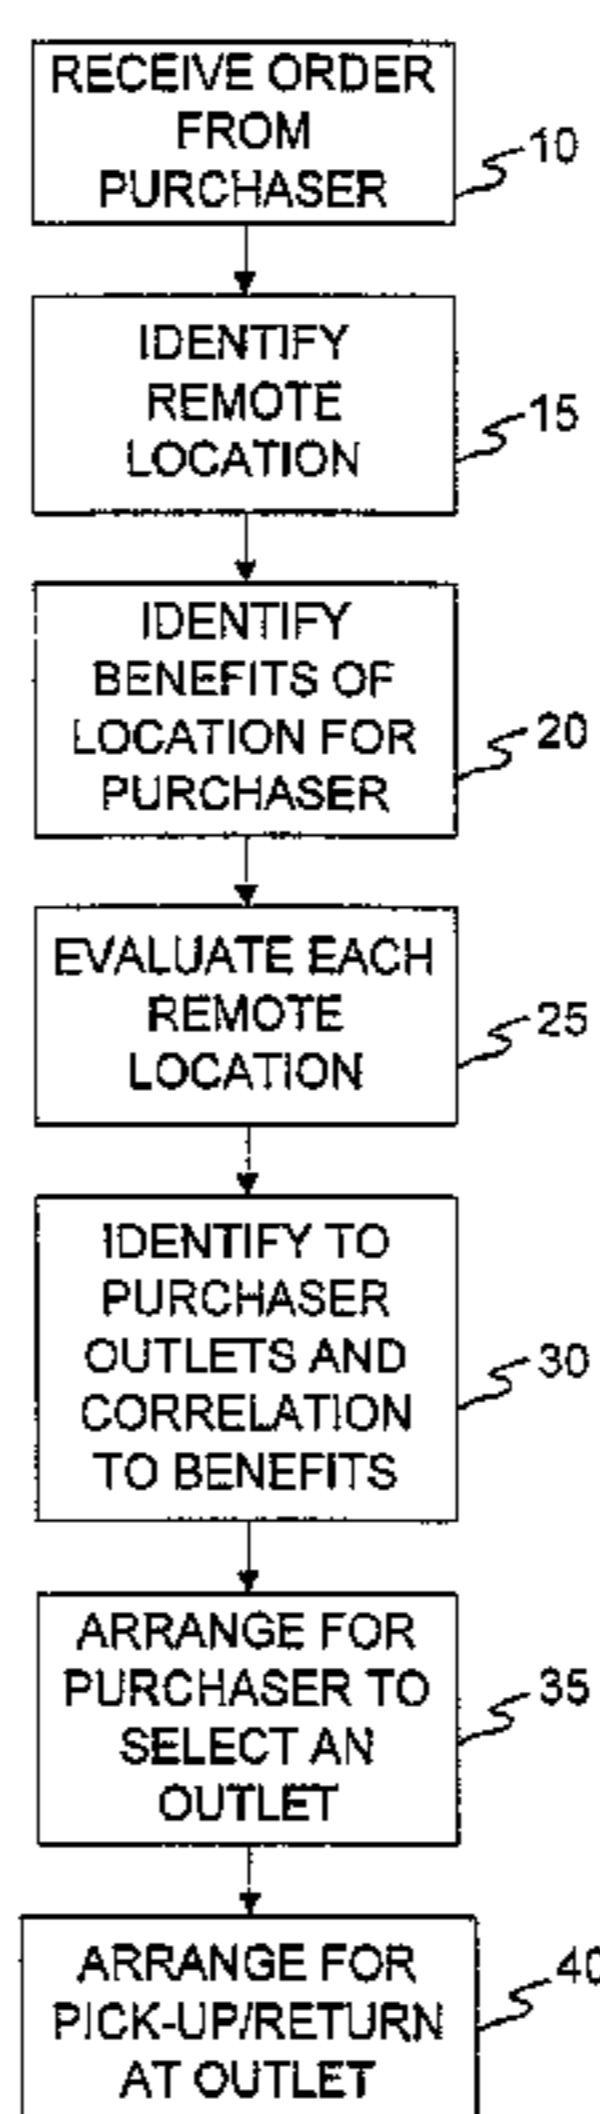 RECEIVE ORDER
FROM
PURCHASER
10
IDENTIFY
REMOTE
LOCATION
15
IDENTIFY
BENEFITS OF
LOCATION FOR
PURCHASER
20
EVALUATE EACH
REMOTE
LOCATION
25
IDENTIFY TO
PURCHASER
OUTLETS AND
CORRELATION
TO BENEFITS
30
ARRANGE FOR
PURCHASER TO
SELECT AN
OUTLET
35
ARRANGE FOR
PICK-UP/RETURN
AT OUTLET
40